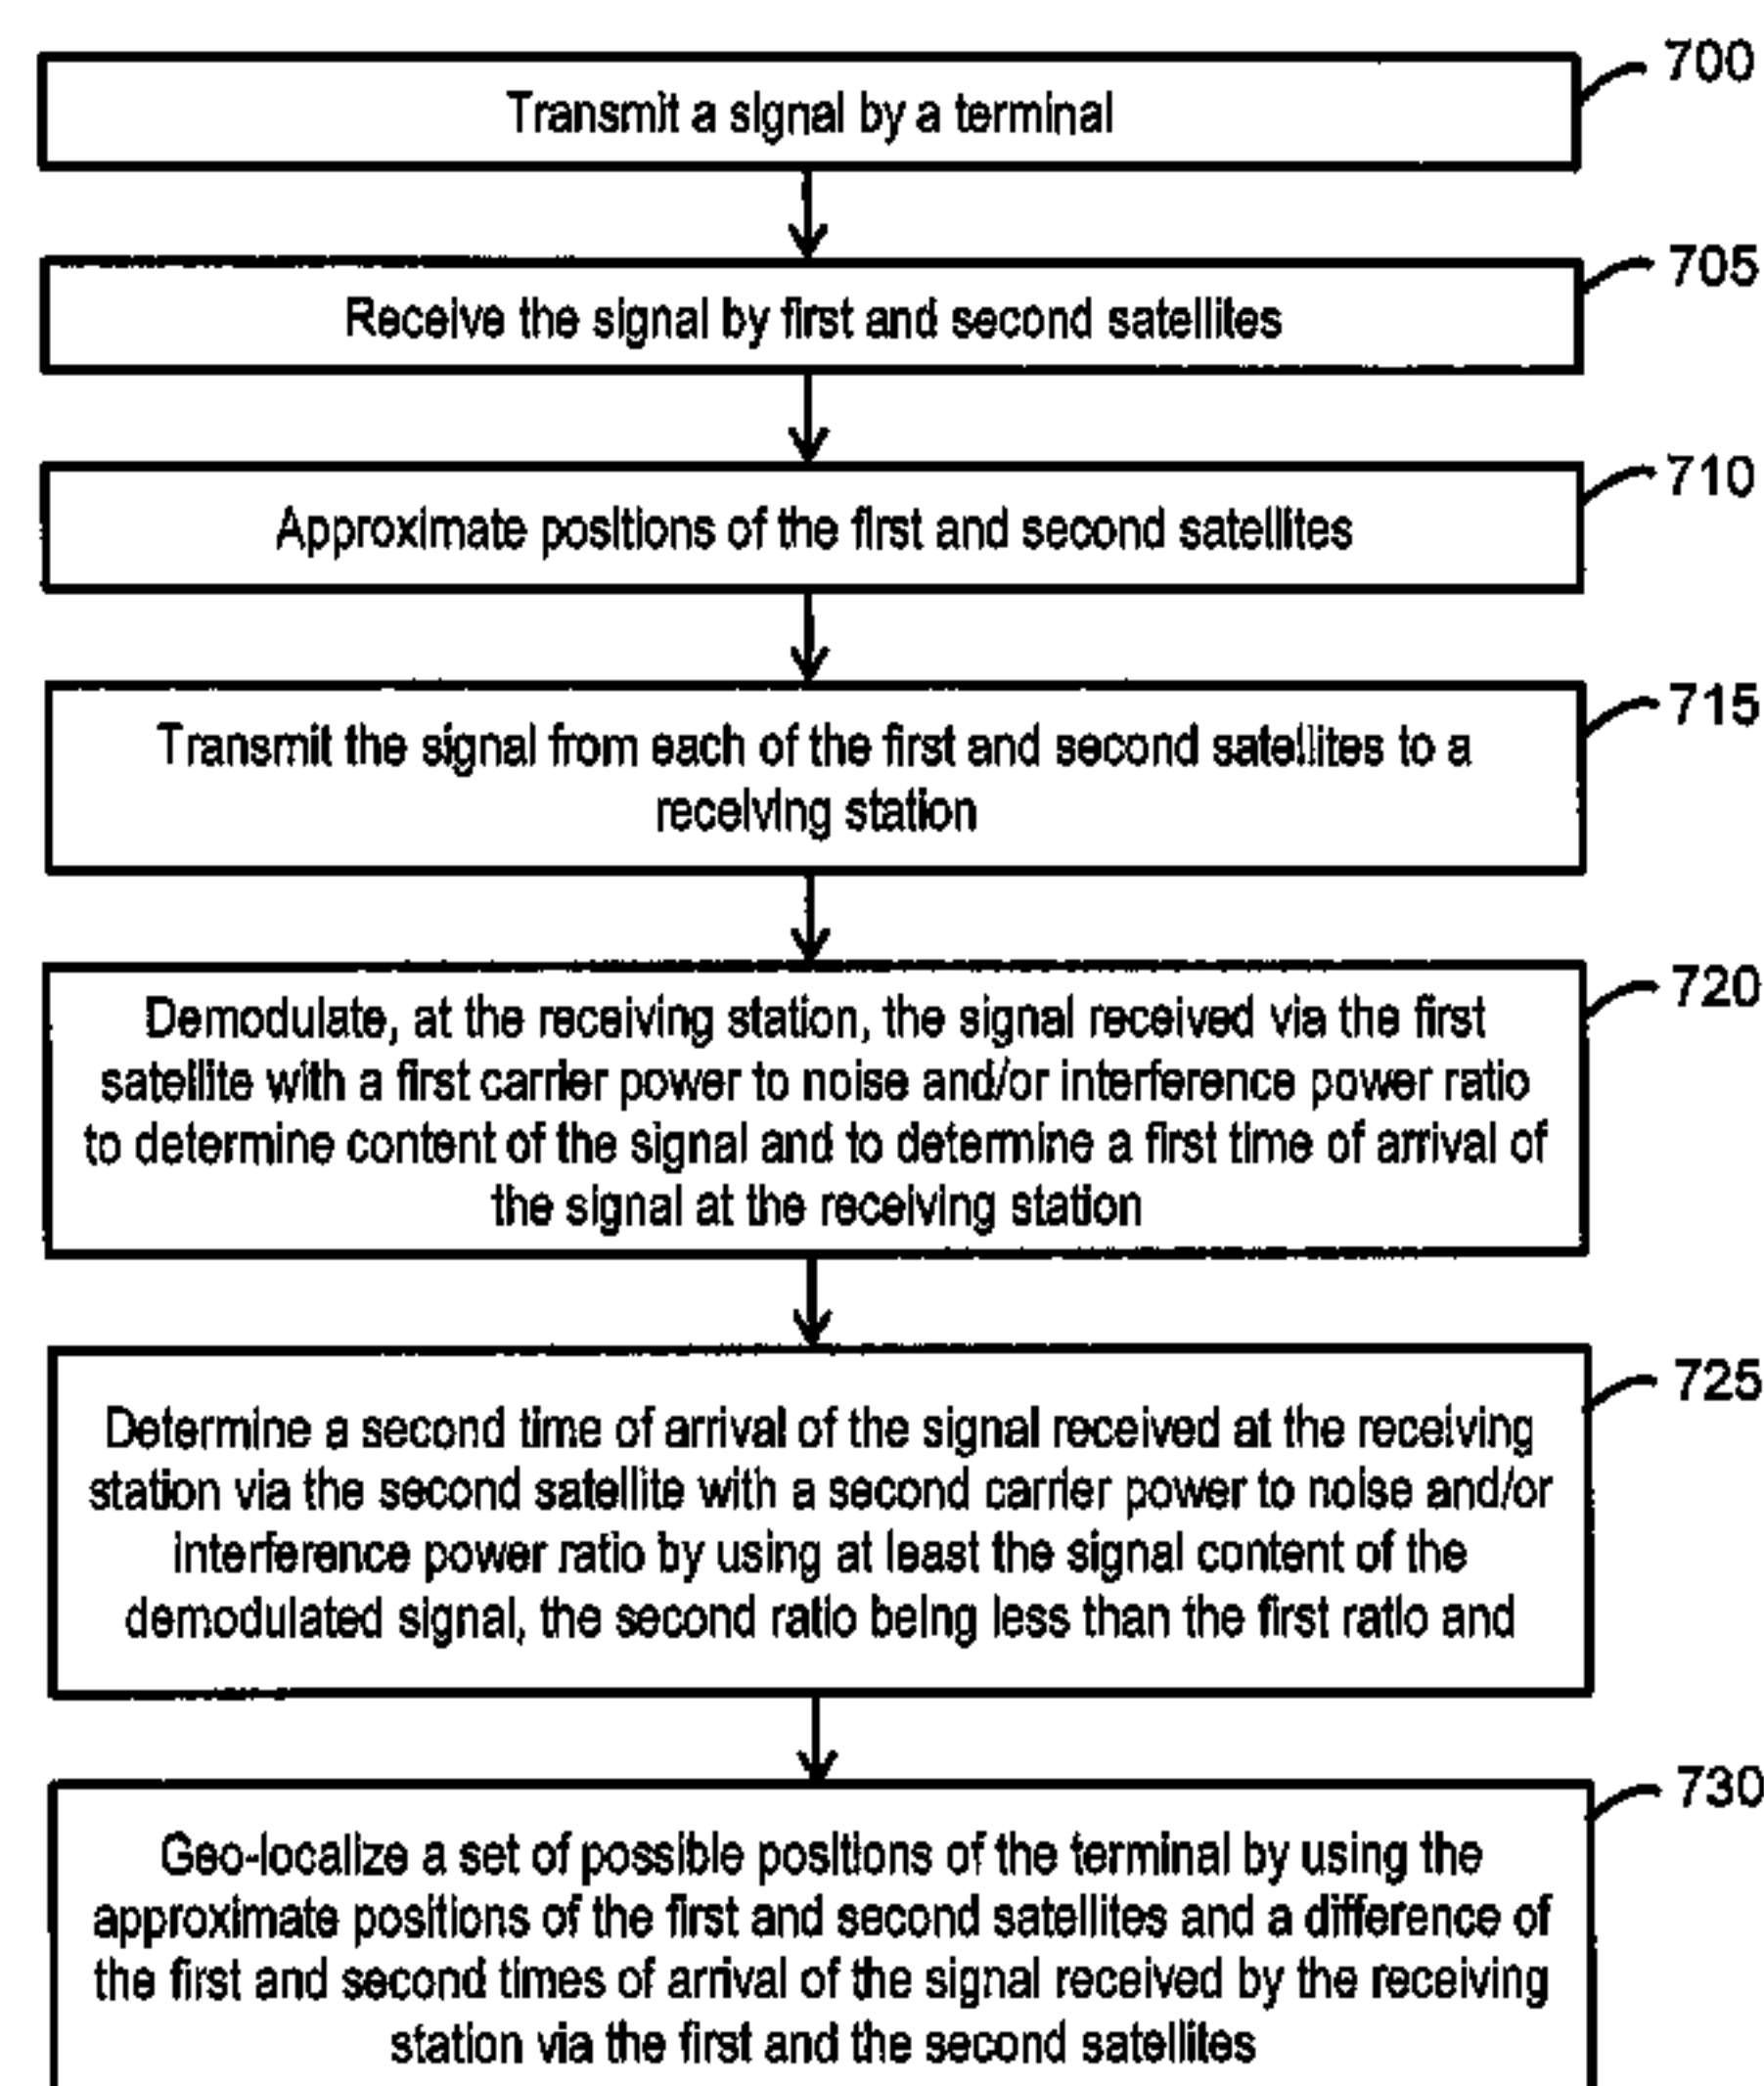 700
Transmit a signal by a terminal
705
Receive the signal by first and second satellites
710
Approximate positions of the first and second satellites
715
Transmit the signal from each of the first and second satellites to a
receiving station
720
Demodulate, at the receiving station, the signal received via the first
satellite with a first carrier power to noise and/or interference power ratio
to determine content of the signal and to determine a first time of arrival of
the signal at the receiving station
725
Determine a second time of arrival of the signal received at the receiving
station via the second satellite with a second carrier power to noise and/or
interference power ratio by using at least the signal content of the
demodulated signal, the second ratio being less than the first ratio and
730
Geo-localize a set of possible positions of the terminal by using the
approximate positions of the first and second satellites and a difference of
the first and second times of arrival of the signal received by the receiving
station via the first and the second satellites